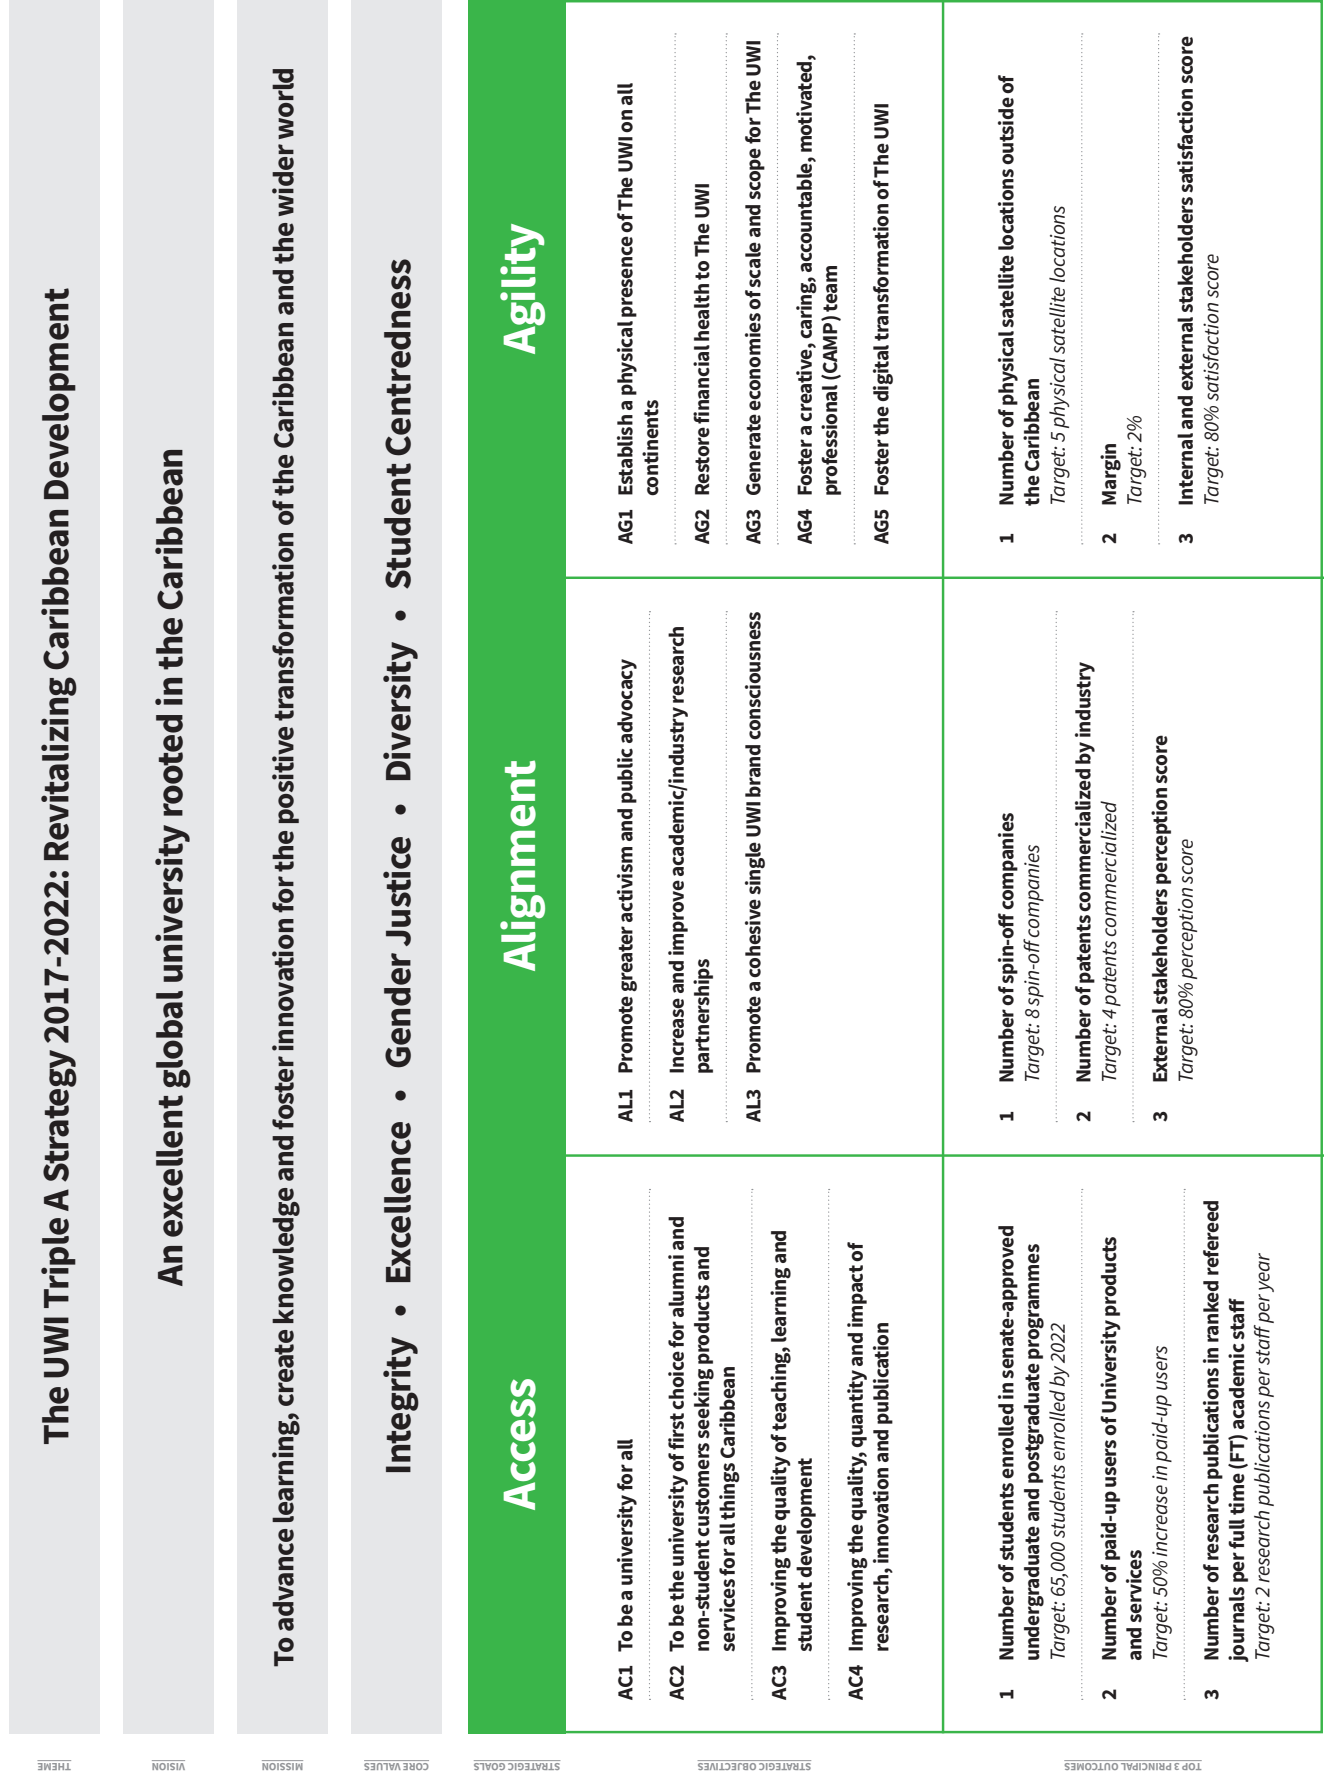 THEME
The UWI Triple A Strategy 2017-2022: Revitalizing Caribbean Development
VISION
An excellent global university rooted in the Caribbean
MISSION
To advance learning, create knowledge and foster innovation for the positive transformation of the Caribbean and the wider world
CORE VALUES
Integrity • Excellence • Gender Justice • Diversity • Student Centredness
STRATEGIC GOALS
Access
Alignment
Agility
STRATEGIC OBJECTIVES
AC1 To be a university for all
AC2 To be the university of first choice for alumni and
non-student customers seeking products and
services for all things Caribbean
AC3 Improving the quality of teaching, learning and
student development
AC4 Improving the quality, quantity and impact of
research, innovation and publication
AL1 Promote greater activism and public advocacy
AL2 Increase and improve academic/industry research
partnerships
AL3 Promote a cohesive single UWI brand consciousness
AG1 Establish a physical presence of The UWI on all
continents
AG2 Restore financial health to The UWI
AG3 Generate economies of scale and scope for The UWI
AG4 Foster a creative, caring, accountable, motivated,
professional (CAMP) team
AG5 Foster the digital transformation of The UWI
TOP 3 PRINCIPAL OUTCOMES
1 Number of students enrolled in senate-approved
undergraduate and postgraduate programmes
Target: 65,000 students enrolled by 2022
2 Number of paid-up users of University products
and services
Target: 50% increase in paid-up users
3 Number of research publications in ranked refereed
journals per full time (FT) academic staff
Target: 2 research publications per staff per year
1 Number of spin-off companies
Target: 8 spin-off companies
2 Number of patents commercialized by industry
Target: 4 patents commercialized
3 External stakeholders perception score
Target: 80% perception score
1 Number of physical satellite locations outside of
the Caribbean
Target: 5 physical satellite locations
2 Margin
Target: 2%
3 Internal and external stakeholders satisfaction score
Target: 80% satisfaction score